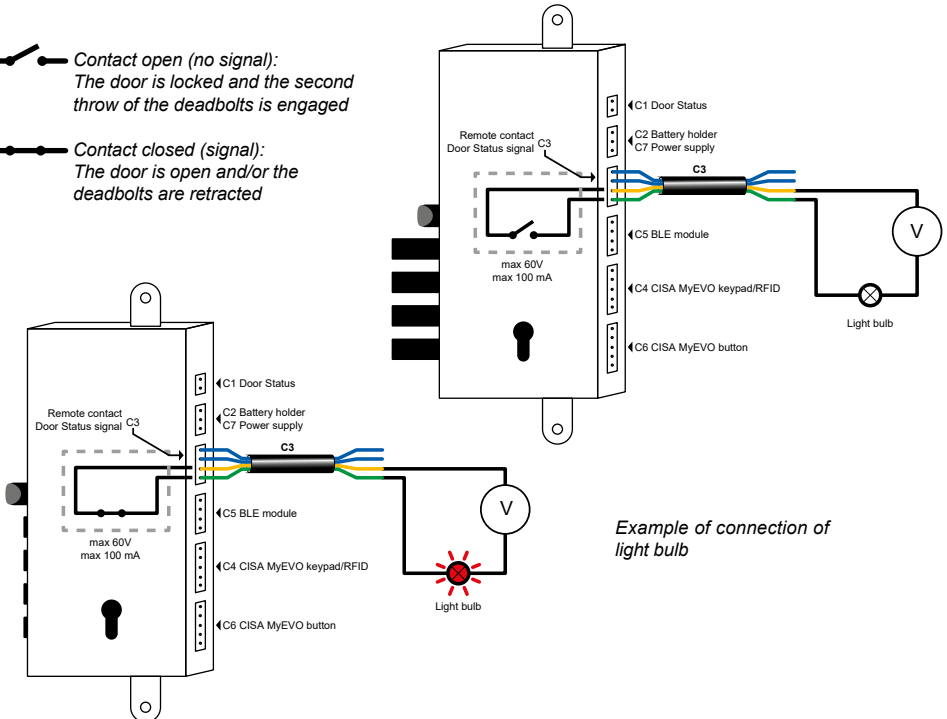 Contact open (no signal):
The door is locked and the second
throw of the deadbolts is engaged
Contact closed (signal):
The door is open and/or the
deadbolts are retracted
C1 Door Status
C2 Battery holder
C7 Power supply
Remote contact
Door Status signal C3
C3
max 60V
max 100 mA
C5 BLE module
C4 CISA MyEVO keypad/RFID
C6 CISA MyEVO button
V
Light bulb
C1 Door Status
C2 Battery holder
C7 Power supply
Remote contact
Door Status signal C3
C3
max 60V
max 100 mA
C5 BLE module
C4 CISA MyEVO keypad/RFID
C6 CISA MyEVO button
V
Light bulb
Example of connection of
light bulb